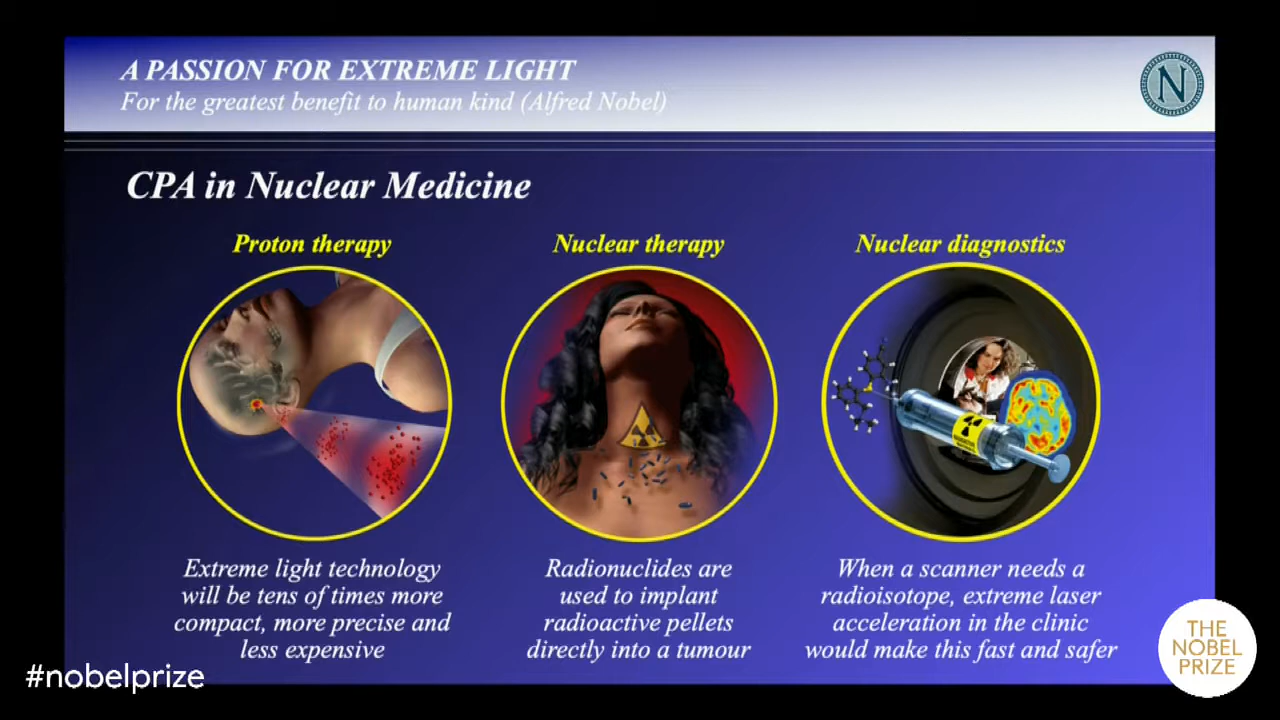 A PASSION FOR EXTREME LIGHT
For the greatest benefit to human kind (Alfred Nobel)
N
CPA in Nuclear Medicine
Proton therapy
Nuclear therapy
Nuclear diagnostics
Extreme light technology
will be tens of times more
compact, more precise and
less expensive
Radionuclides are
used to implant
radioactive pellets
directly into a tumour
When a scanner needs a
radioisotope, extreme laser
acceleration in the clinic
would make this fast and safer
#nobelprize
THE
NOBEL
PRIZE